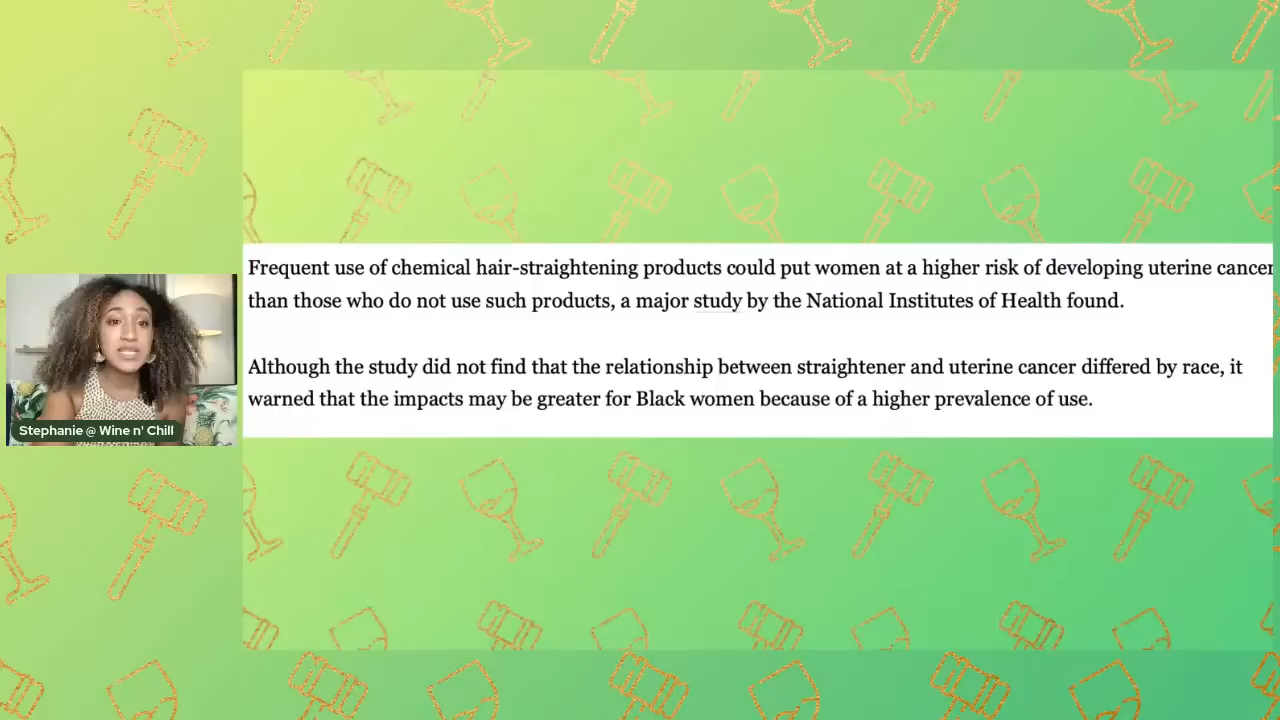 Frequent use of chemical hair-straightening products could put women at a higher risk of developing uterine cancer
than those who do not use such products, a major study by the National Institutes of Health found.
Although the study did not find that the relationship between straightener and uterine cancer differed by race, it
warned that the impacts may be greater for Black women because of a higher prevalence of use.
Stephanie @ Wine n' Chill